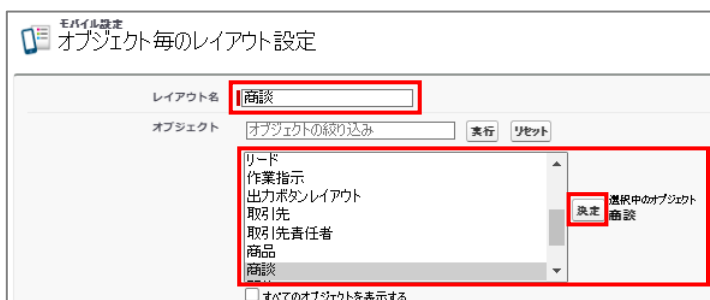 モバイル設定
オブジェクト毎のレイアウト設定
レイアウト名 商談
オブジェクト オブジェクトの絞り込み 実行 リセット
リード
作業指示
出力ボタンレイアウト
取引先
取引先責任者
商品
商談
決定
選択中のオブジェクト
商談
すべてのオブジェクトを表示する